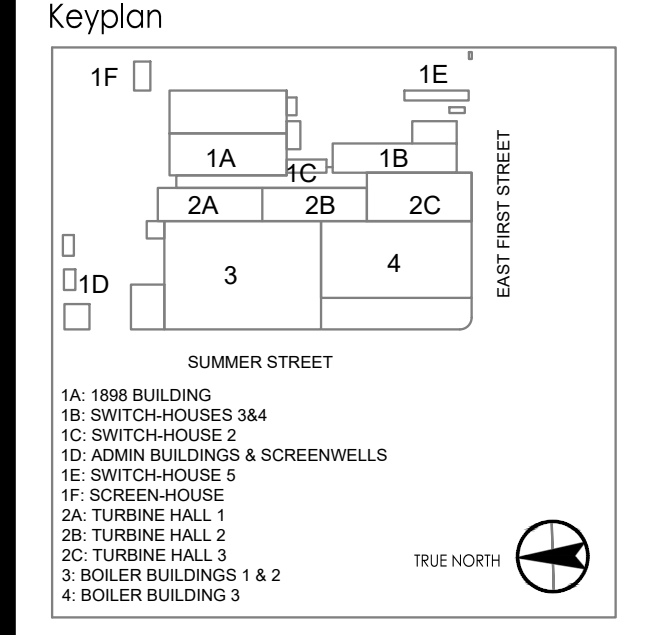 Keyplan
1F
1E
1A
1C
1B
2A
2B
2C
EAST FIRST STREET
3
4
1D
SUMMER STREET
1A: 1898 BUILDING
1B: SWITCH-HOUSES 3&4
1C: SWITCH-HOUSE 2
1D: ADMIN BUILDINGS & SCREENWELLS
1E: SWITCH-HOUSE 5
1F: SCREEN-HOUSE
2A: TURBINE HALL 1
2B: TURBINE HALL 2
2C: TURBINE HALL 3
3: BOILER BUILDINGS 1 & 2
4: BOILER BUILDING 3
TRUE NORTH